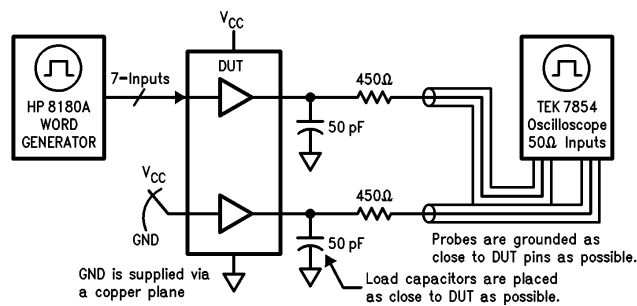 VCC
DUT
7-Inputs
HP 8180A
WORD
GENERATOR
450Ω
50 pF
TEK 7854
Oscilloscope
50Ω Inputs
VCC
GND
450Ω
50 pF
Probes are grounded as
close to DUT pins as possible.
GND is supplied via
a copper plane
Load capacitors are placed
as close to DUT as possible.